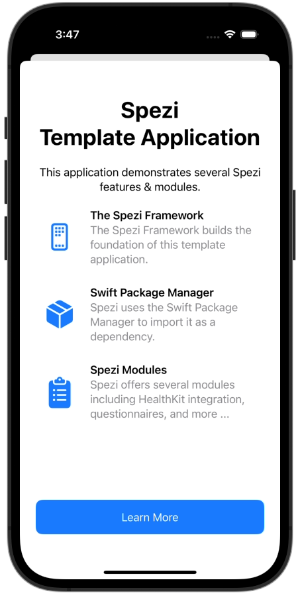 3:47
Spezi
Template Application
This application demonstrates several Spezi
features & modules.
The Spezi Framework
The Spezi Framework builds the
foundation of this template
application.
Swift Package Manager
Spezi uses the Swift Package
Manager to import it as a
dependency.
Spezi Modules
Spezi offers several modules
including HealthKit integration,
questionnaires, and more ...
Learn More